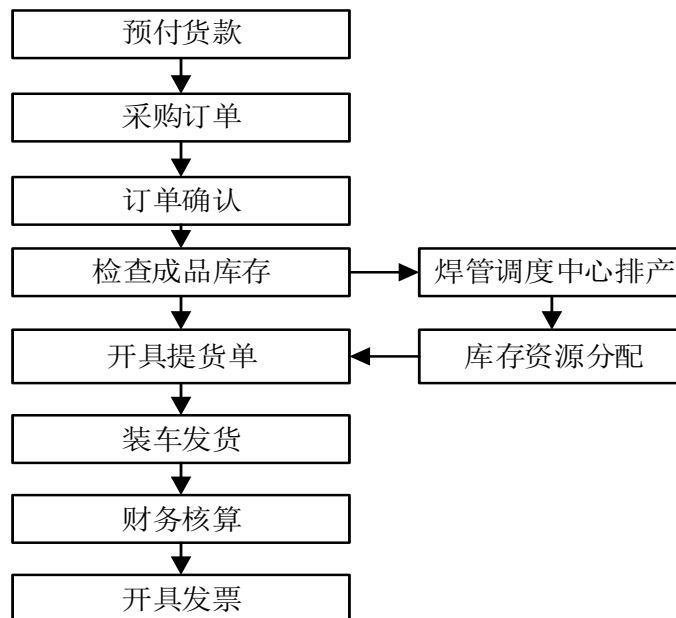 预付货款
采购订单
订单确认
检查成品库存
焊管调度中心排产
开具提货单
库存资源分配
装车发货
财务核算
开具发票